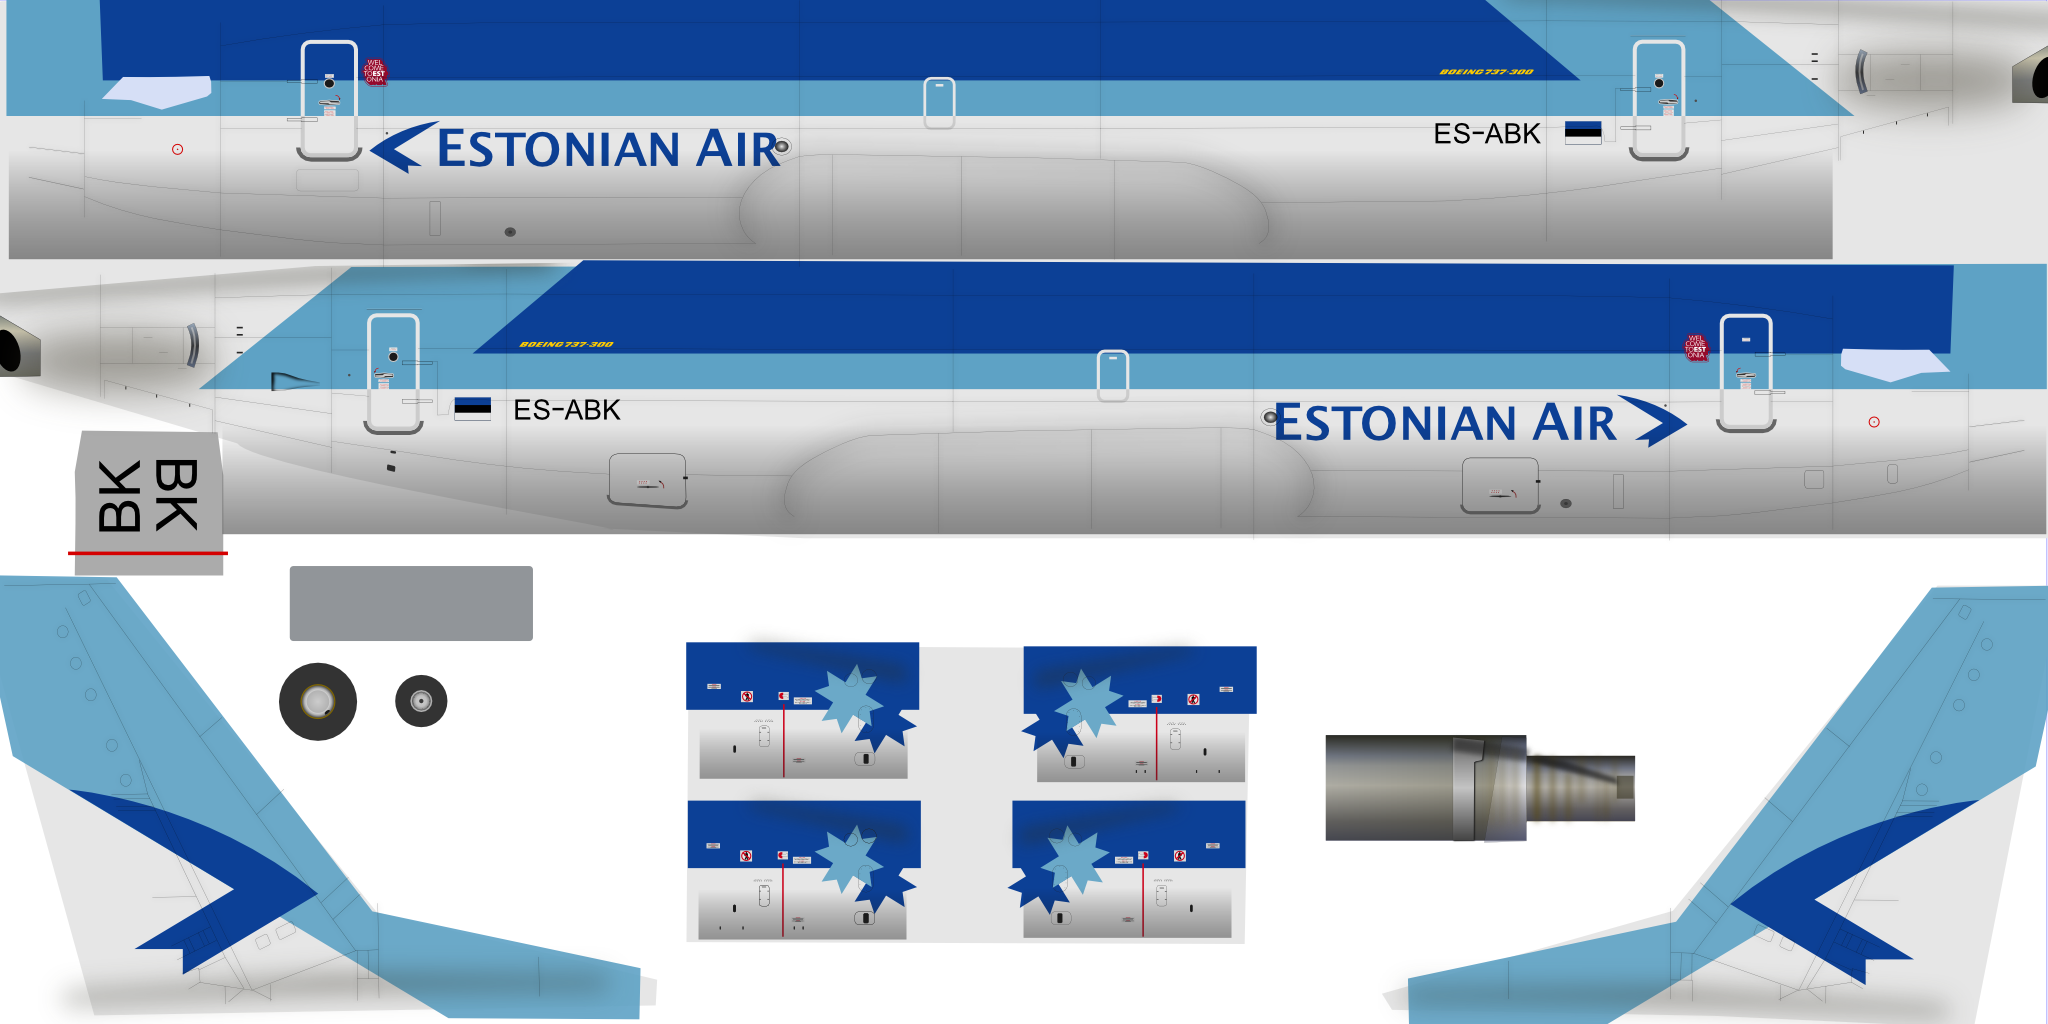 BOEING 737-300
WEL
COME
TO EST
ONIA
ESTONIAN AIR
ES-ABK
BOEING 737-300
WEL
COME
TO EST
ONIA
ES-ABK
ESTONIAN AIR
BK
BK